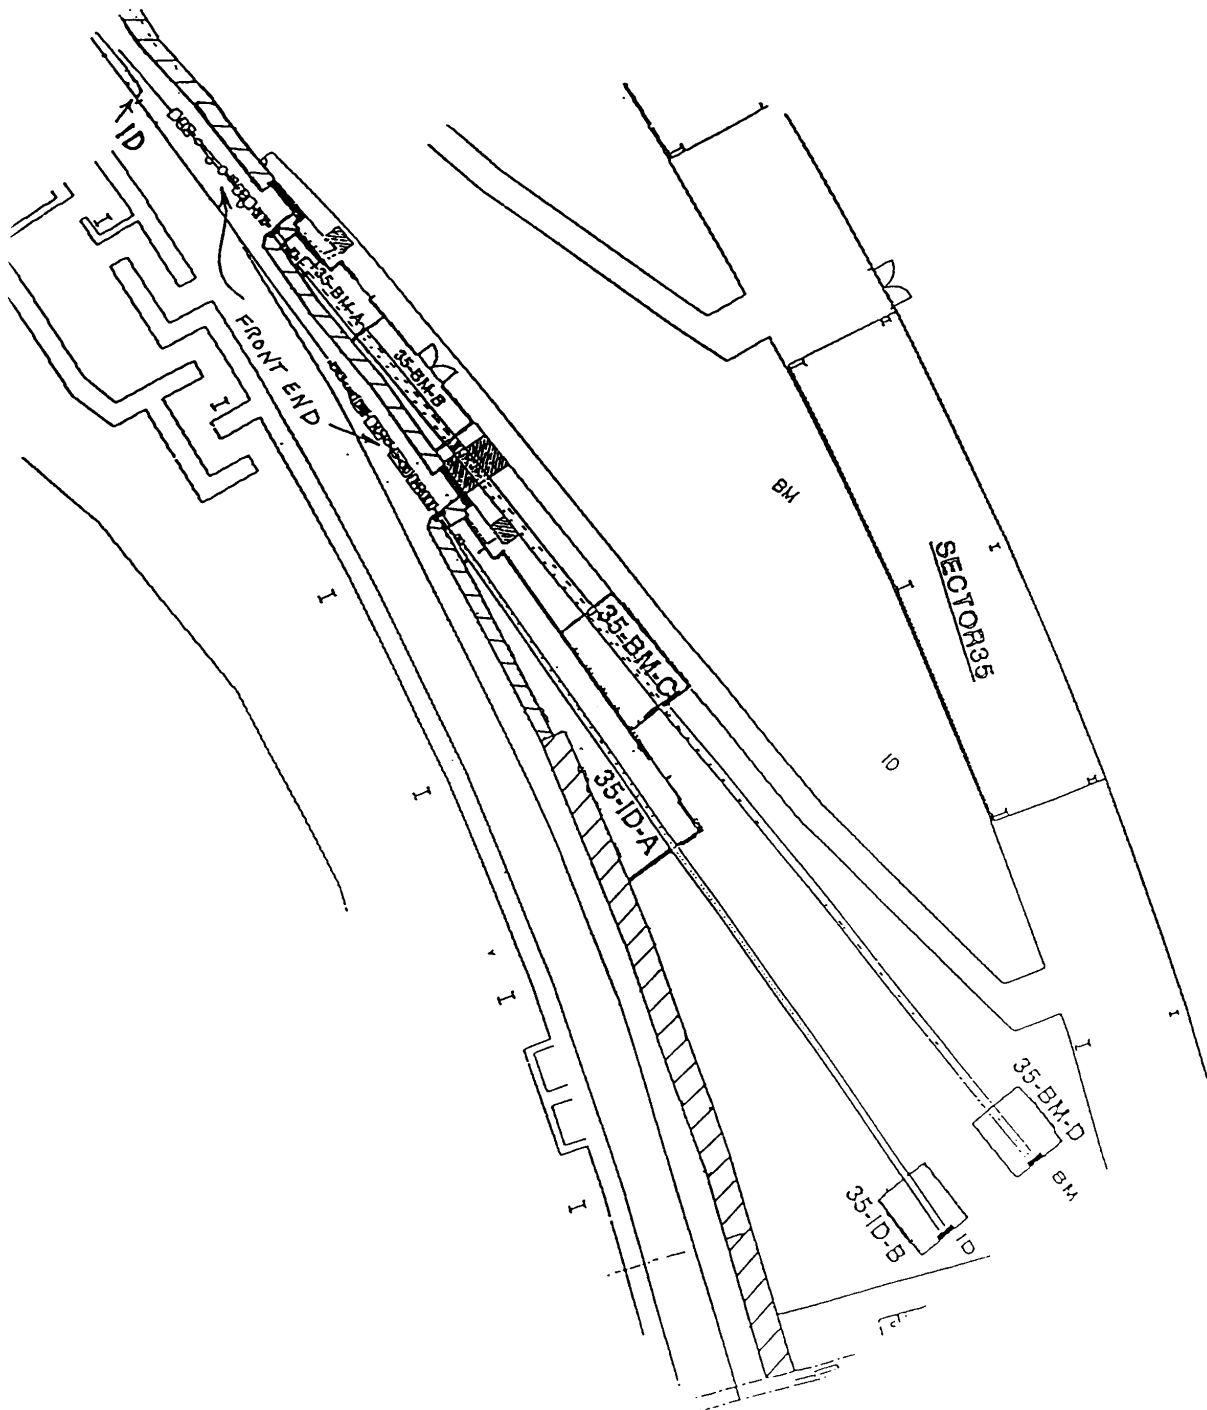 ID
FRONT END
35-BM-A
35-BM-B
BM
SECTOR35
35-BM-C
35-ID-A
ID
35-BM-D
BM
35-ID-B
ID